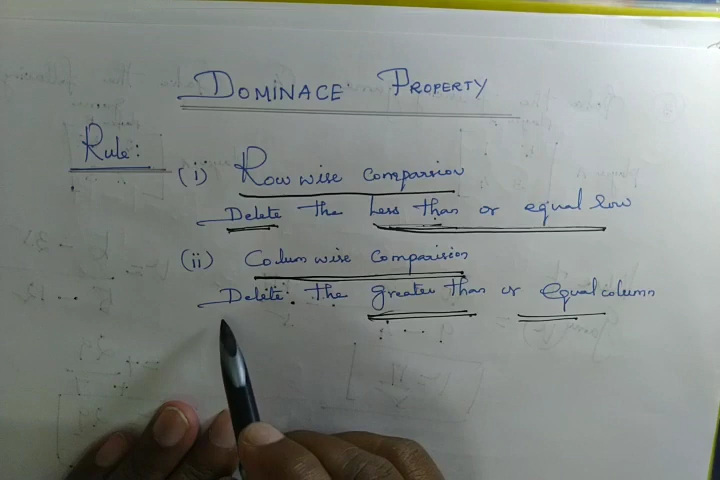 DOMINACE PROPERTY
Rule:
(i) Row wise comparsion
Delete the Less than or equal row
(ii) Column wise comparision
Delete the greater than or equal column